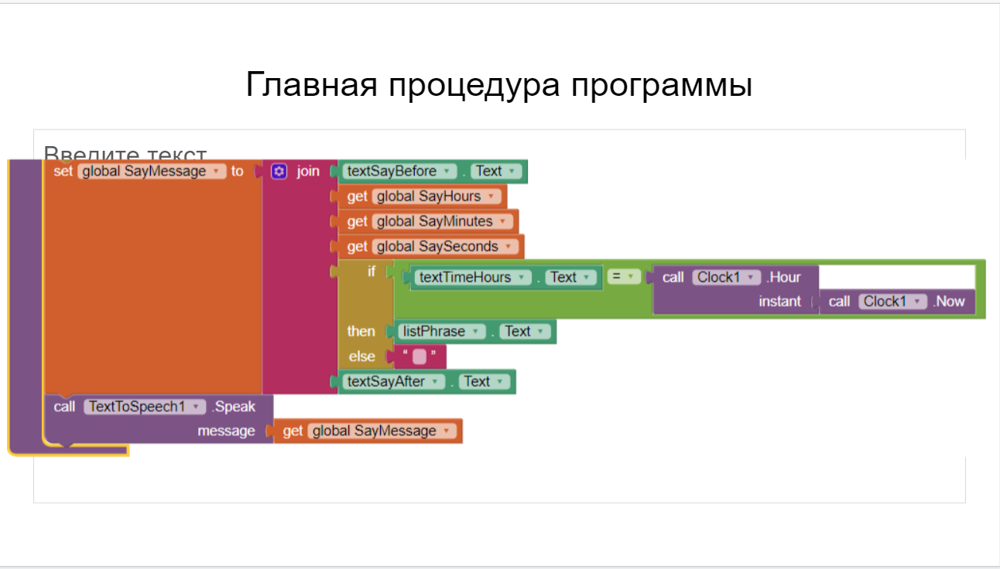 Главная процедура программы
Введите текст
set global SayMessage to join textSayBefore . Text
get global SayHours
get global SayMinutes
get global SaySeconds
if textTimeHours . Text = call Clock1 .Hour
instant call Clock1 .Now
then listPhrase . Text
else “ ”
textSayAfter . Text
call TextToSpeech1 .Speak
message get global SayMessage